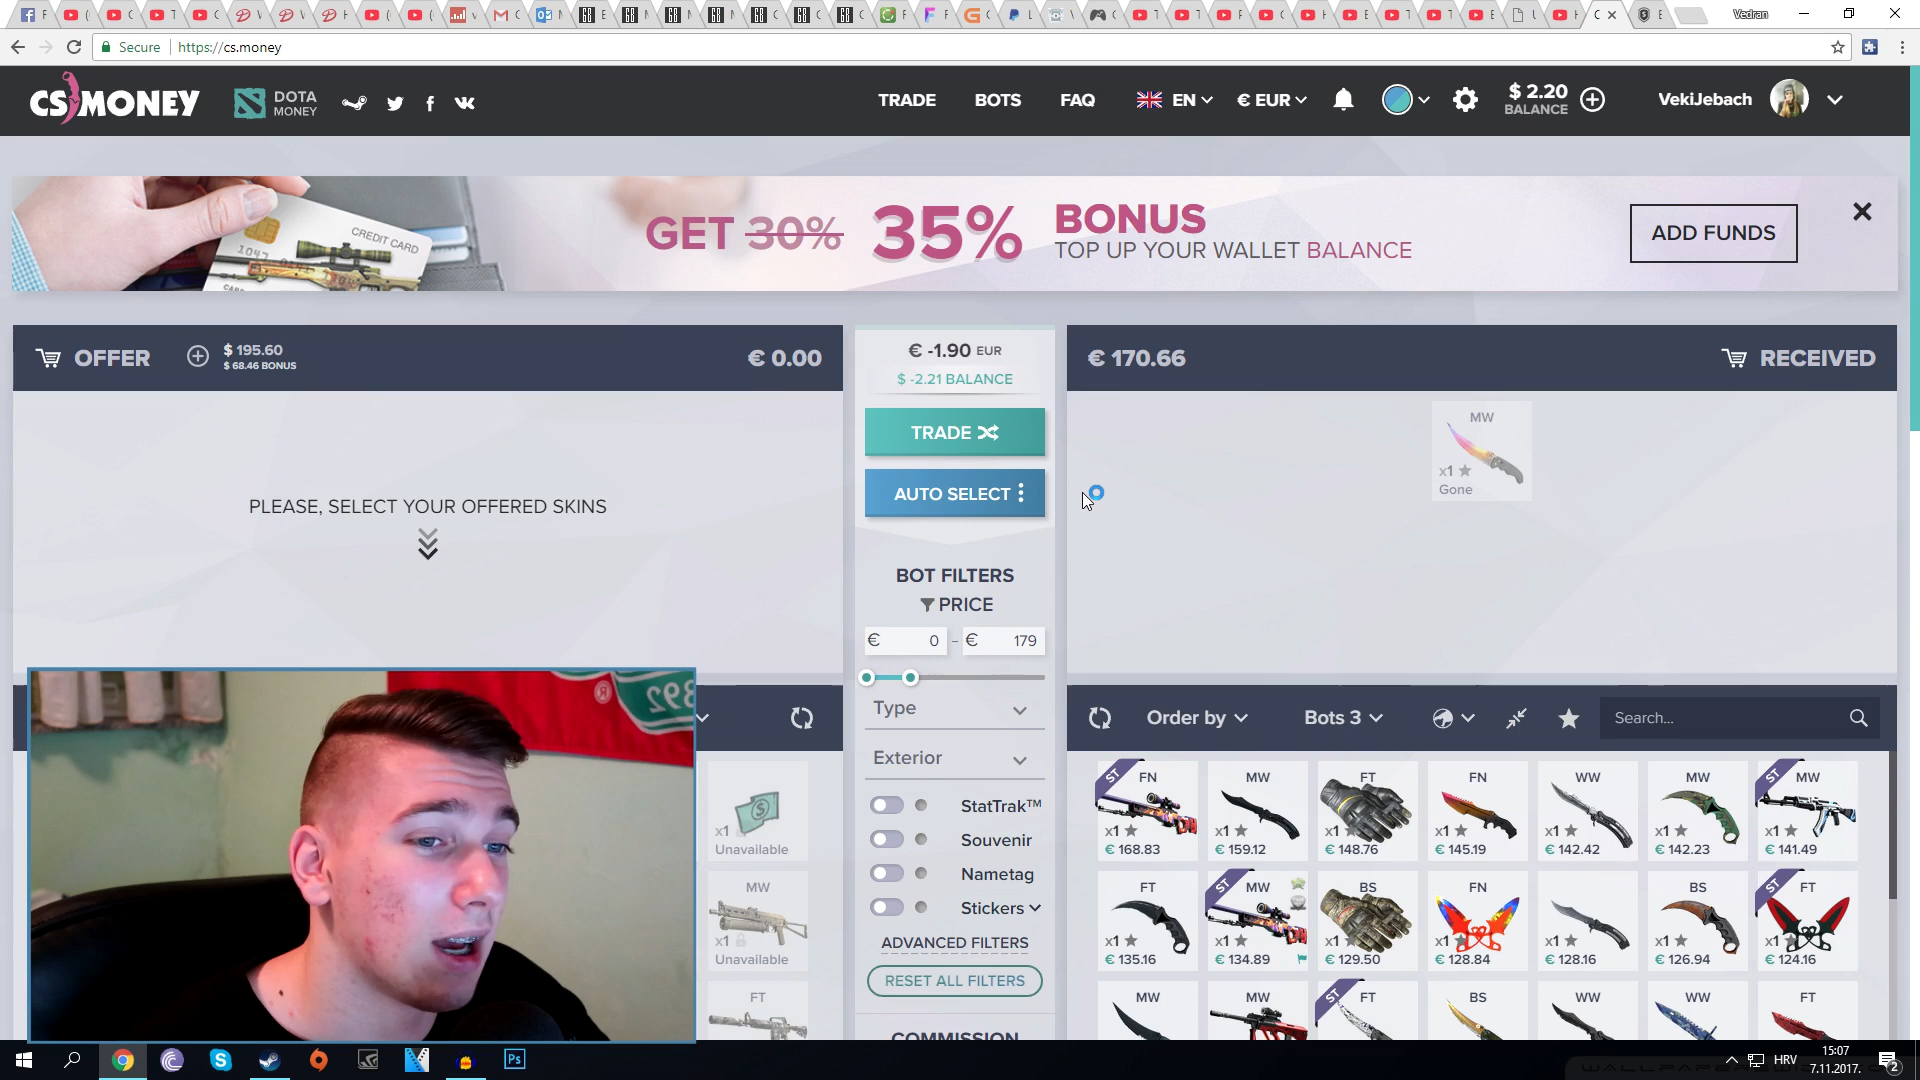 Vedran
Secure
https://cs.money
CS MONEY
DOTA
MONEY
TRADE
BOTS
FAQ
EN
€ EUR
$ 2.20
BALANCE
VekiJebach
CREDIT CARD
GET 30% 35% BONUS
TOP UP YOUR WALLET BALANCE
ADD FUNDS
OFFER
$ 195.60
$ 68.46 BONUS
€ 0.00
€ -1.90 EUR
$ -2.21 BALANCE
€ 170.66
RECEIVED
TRADE
AUTO SELECT
MW
x1 ★
Gone
PLEASE, SELECT YOUR OFFERED SKINS
BOT FILTERS
PRICE
€ 0 - € 179
Type
Exterior
StatTrak™
Souvenir
Nametag
Stickers
ADVANCED FILTERS
RESET ALL FILTERS
COMMISSION
Order by
Bots 3
Search...
x1
Unavailable
MW
x1
Unavailable
FT
ST FN
x1 ★
€ 168.83
MW
x1 ★
€ 159.12
FT
x1 ★
€ 148.76
FN
x1 ★
€ 145.19
WW
x1 ★
€ 142.42
MW
x1 ★
€ 142.23
ST MW
x1 ★
€ 141.49
FT
x1 ★
€ 135.16
ST MW
x1 ★
€ 134.89
BS
x1 ★
€ 129.50
FN
x1 ★
€ 128.84
WW
x1 ★
€ 128.16
BS
x1 ★
€ 126.94
ST FT
x1 ★
€ 124.16
MW
MW
ST FT
BS
WW
WW
FT
Ps
HRV
15:07
7.11.2017.
2